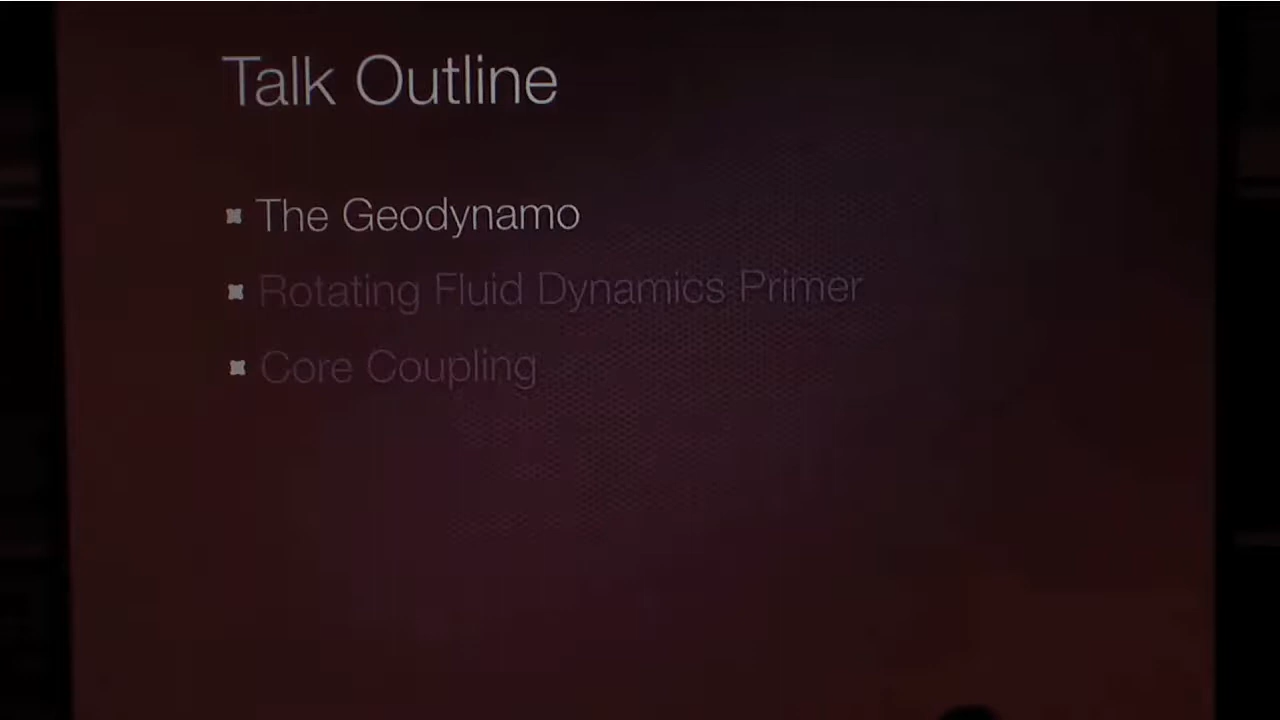 Talk Outline
The Geodynamo
Rotating Fluid Dynamics Primer
Core Coupling